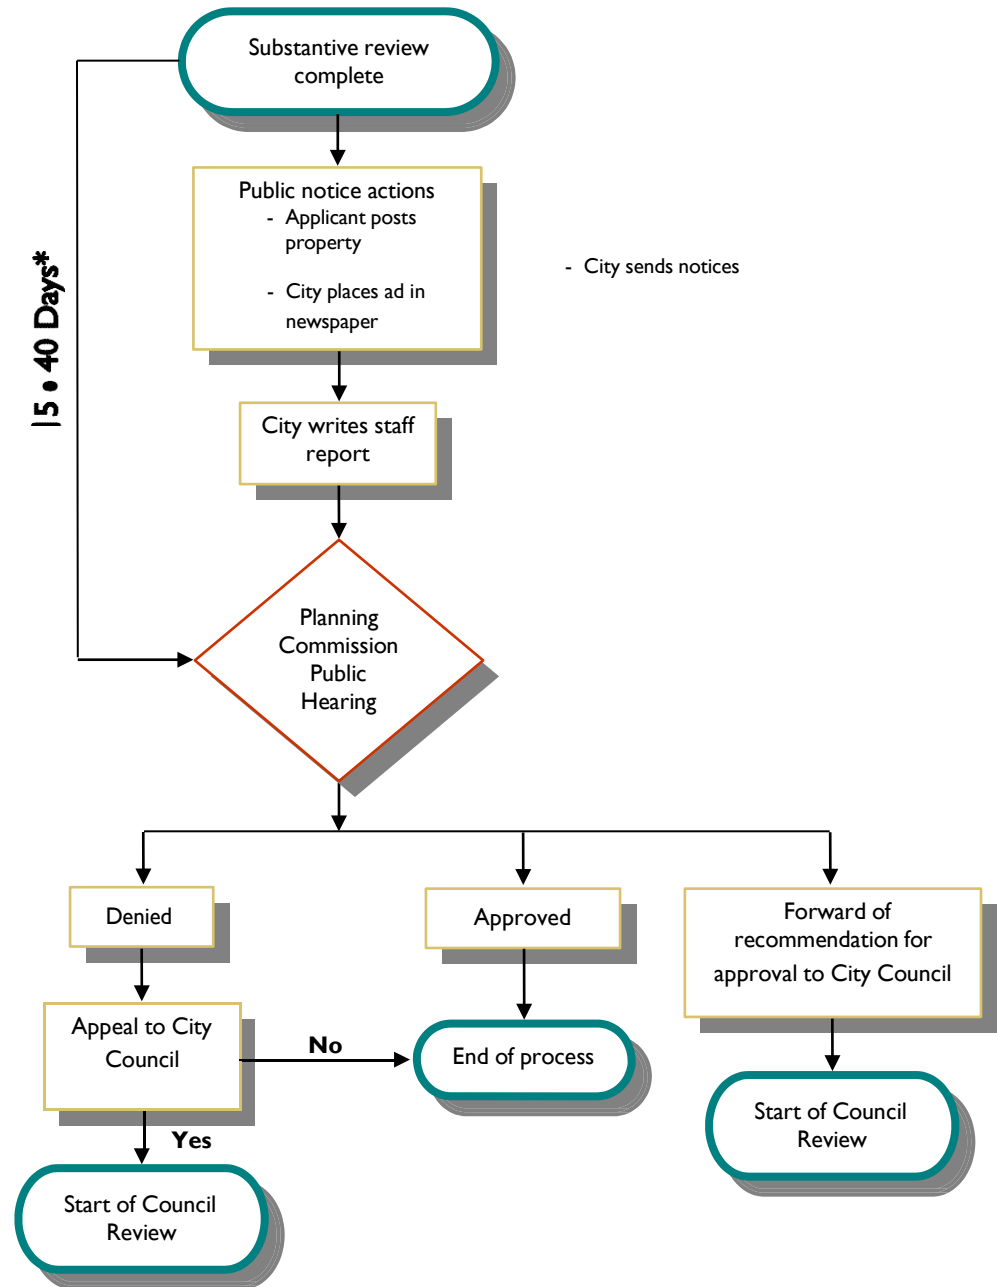 Substantive review
complete
Public notice actions
- Applicant posts
property
- City sends notices
- City places ad in
newspaper
15 • 40 Days*
City writes staff
report
Planning
Commission
Public
Hearing
Denied
Approved
Forward of
recommendation for
approval to City Council
Appeal to City
Council
No
End of process
Yes
Start of Council
Review
Start of Council
Review